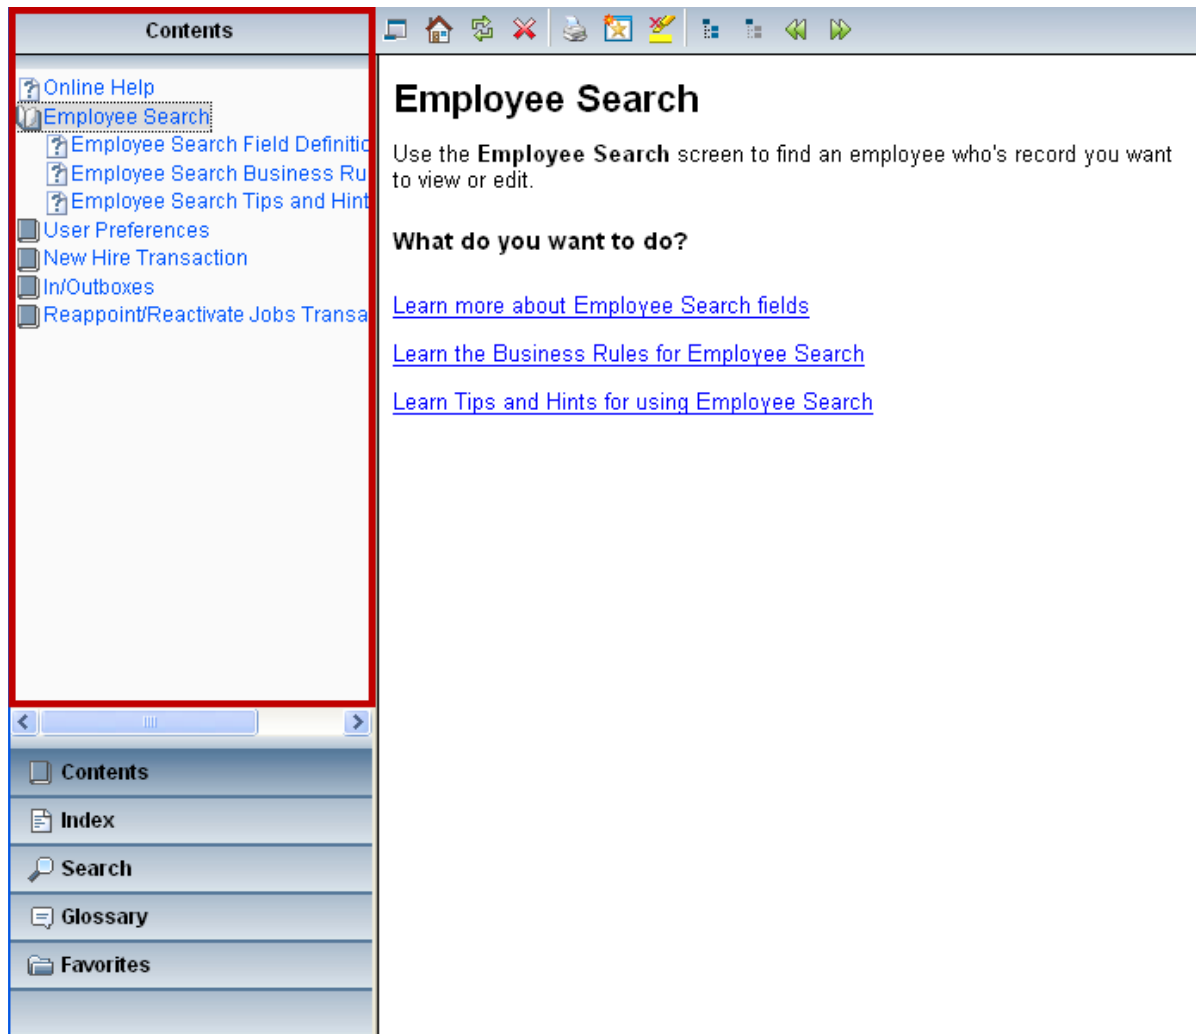 Contents
Online Help
Employee Search
Employee Search Field Definitio
Employee Search Business Ru
Employee Search Tips and Hint
User Preferences
New Hire Transaction
In/Outboxes
Reappoint/Reactivate Jobs Transa
Contents
Index
Search
Glossary
Favorites
Employee Search
Use the Employee Search screen to find an employee who's record you want
to view or edit.
What do you want to do?
Learn more about Employee Search fields
Learn the Business Rules for Employee Search
Learn Tips and Hints for using Employee Search